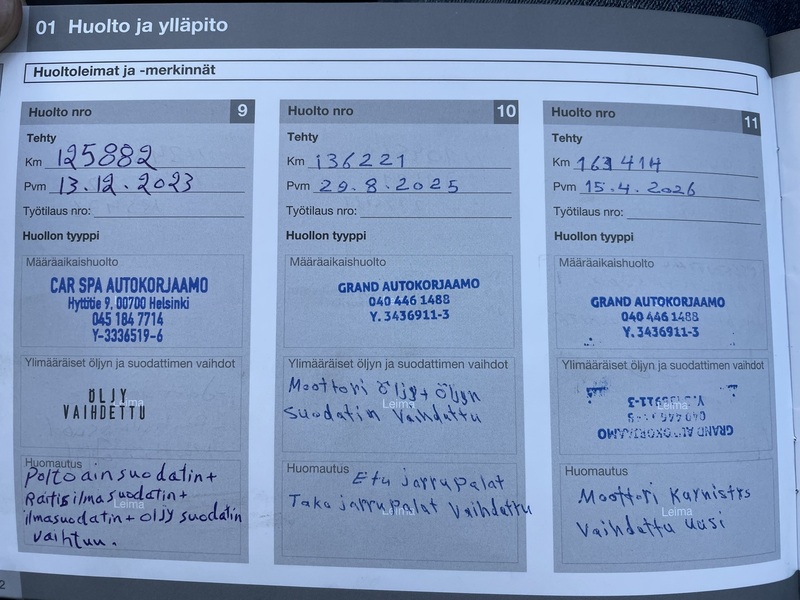 01 Huolto ja ylläpito
Huoltoleimat ja -merkinnät
Huolto nro 9
Tehty
Km 125882
Pvm 13.12.2023
Työtilaus nro:
Huollon tyyppi
Määräaikaishuolto
CAR SPA AUTOKORJAAMO
Hyttitie 9, 00700 Helsinki
045 184 7714
Y-3336519-6
Ylimääräiset öljyn ja suodattimen vaihdot
ÖLJY
VAIHDETTU
Leima
Huomautus
Poltoainsuodatin+
Raitisilmasuodatin+
Leima
ilmasuodatin+ öljy suodatin
vaihtuu.
Huolto nro 10
Tehty
Km 136221
Pvm 29.8.2025
Työtilaus nro:
Huollon tyyppi
Määräaikaishuolto
GRAND AUTOKORJAAMO
040 446 1488
Y. 3436911-3
Ylimääräiset öljyn ja suodattimen vaihdot
Moottori öljy+ öljyn
Leima
suodatin vaihdettu
Huomautus
Etu jarrupalat
Taka jarrupalat vaihdettu
Leima
Huolto nro 11
Tehty
Km 161414
Pvm 15.4.2026
Työtilaus nro:
Huollon tyyppi
Määräaikaishuolto
GRAND AUTOKORJAAMO
040 446 1488
Y. 3436911-3
Ylimääräiset öljyn ja suodattimen vaihdot
Leima
GRAND AUTOKORJAAMO
Huomautus
Moottori Karnistys
Leima
Vaihdettu uusi
2